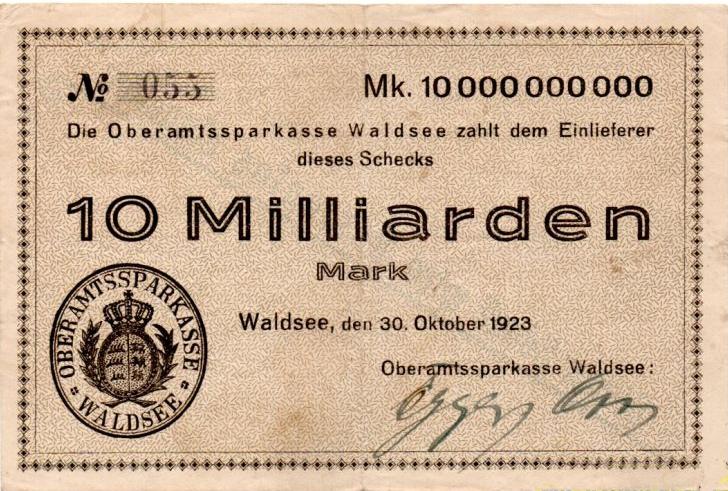 № 055
Mk. 10 000 000 000
Die Oberamtssparkasse Waldsee zahlt dem Einlieferer
dieses Schecks
10 Milliarden
Mark
Waldsee, den 30. Oktober 1923
Oberamtssparkasse Waldsee:
OBERAMTSSPARKASSE
* WALDSEE *